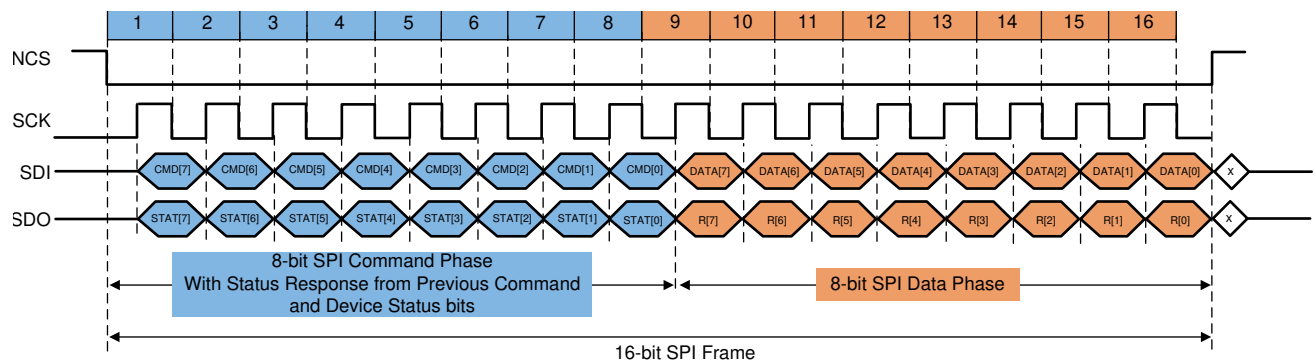 1 2 3 4 5 6 7 8 9 10 11 12 13 14 15 16
NCS
SCK
SDI CMD[7] CMD[6] CMD[5] CMD[4] CMD[3] CMD[2] CMD[1] CMD[0] DATA[7] DATA[6] DATA[5] DATA[4] DATA[3] DATA[2] DATA[1] DATA[0] X
SDO STAT[7] STAT[6] STAT[5] STAT[4] STAT[3] STAT[2] STAT[1] STAT[0] R[7] R[6] R[5] R[4] R[3] R[2] R[1] R[0] X
8-bit SPI Command Phase
With Status Response from Previous Command
and Device Status bits
8-bit SPI Data Phase
16-bit SPI Frame